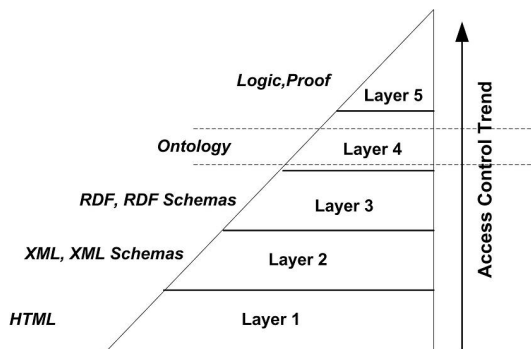 Logic,Proof
Layer 5
Ontology
Layer 4
RDF, RDF Schemas
Layer 3
XML, XML Schemas
Layer 2
HTML
Layer 1
Access Control Trend